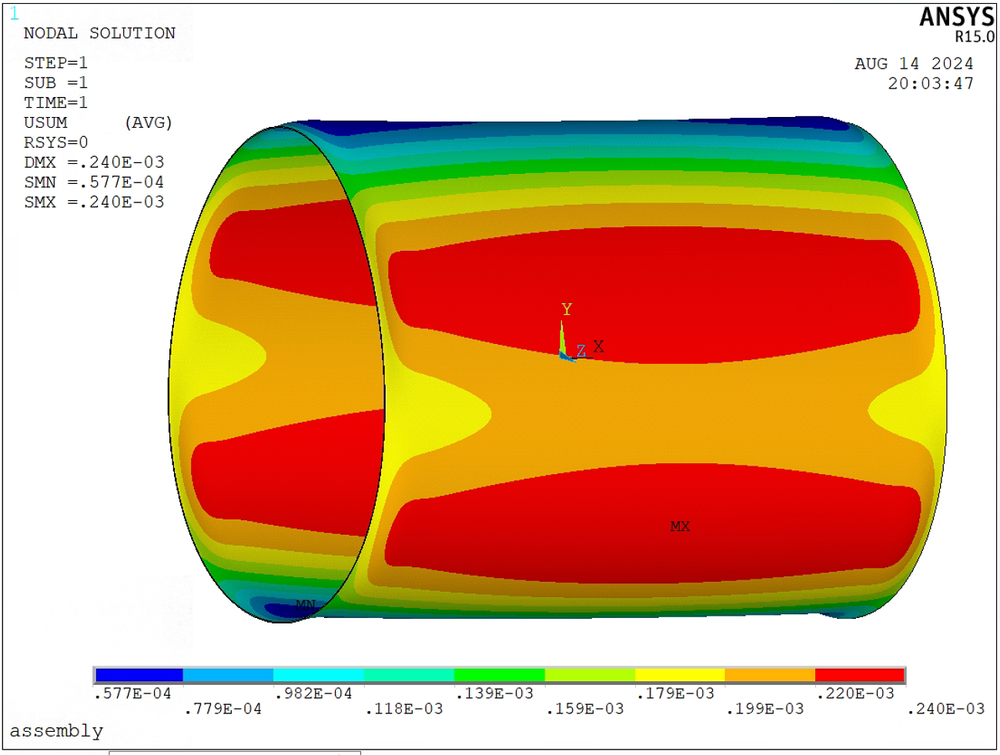 1
ANSYS
R15.0
NODAL SOLUTION
STEP=1
SUB =1
TIME=1
USUM (AVG)
RSYS=0
DMX =.240E-03
SMN =.577E-04
SMX =.240E-03
AUG 14 2024
20:03:47
Y
Z X
MX
MN
.577E-04 .982E-04 .139E-03 .179E-03 .220E-03
.779E-04 .118E-03 .159E-03 .199E-03 .240E-03
assembly